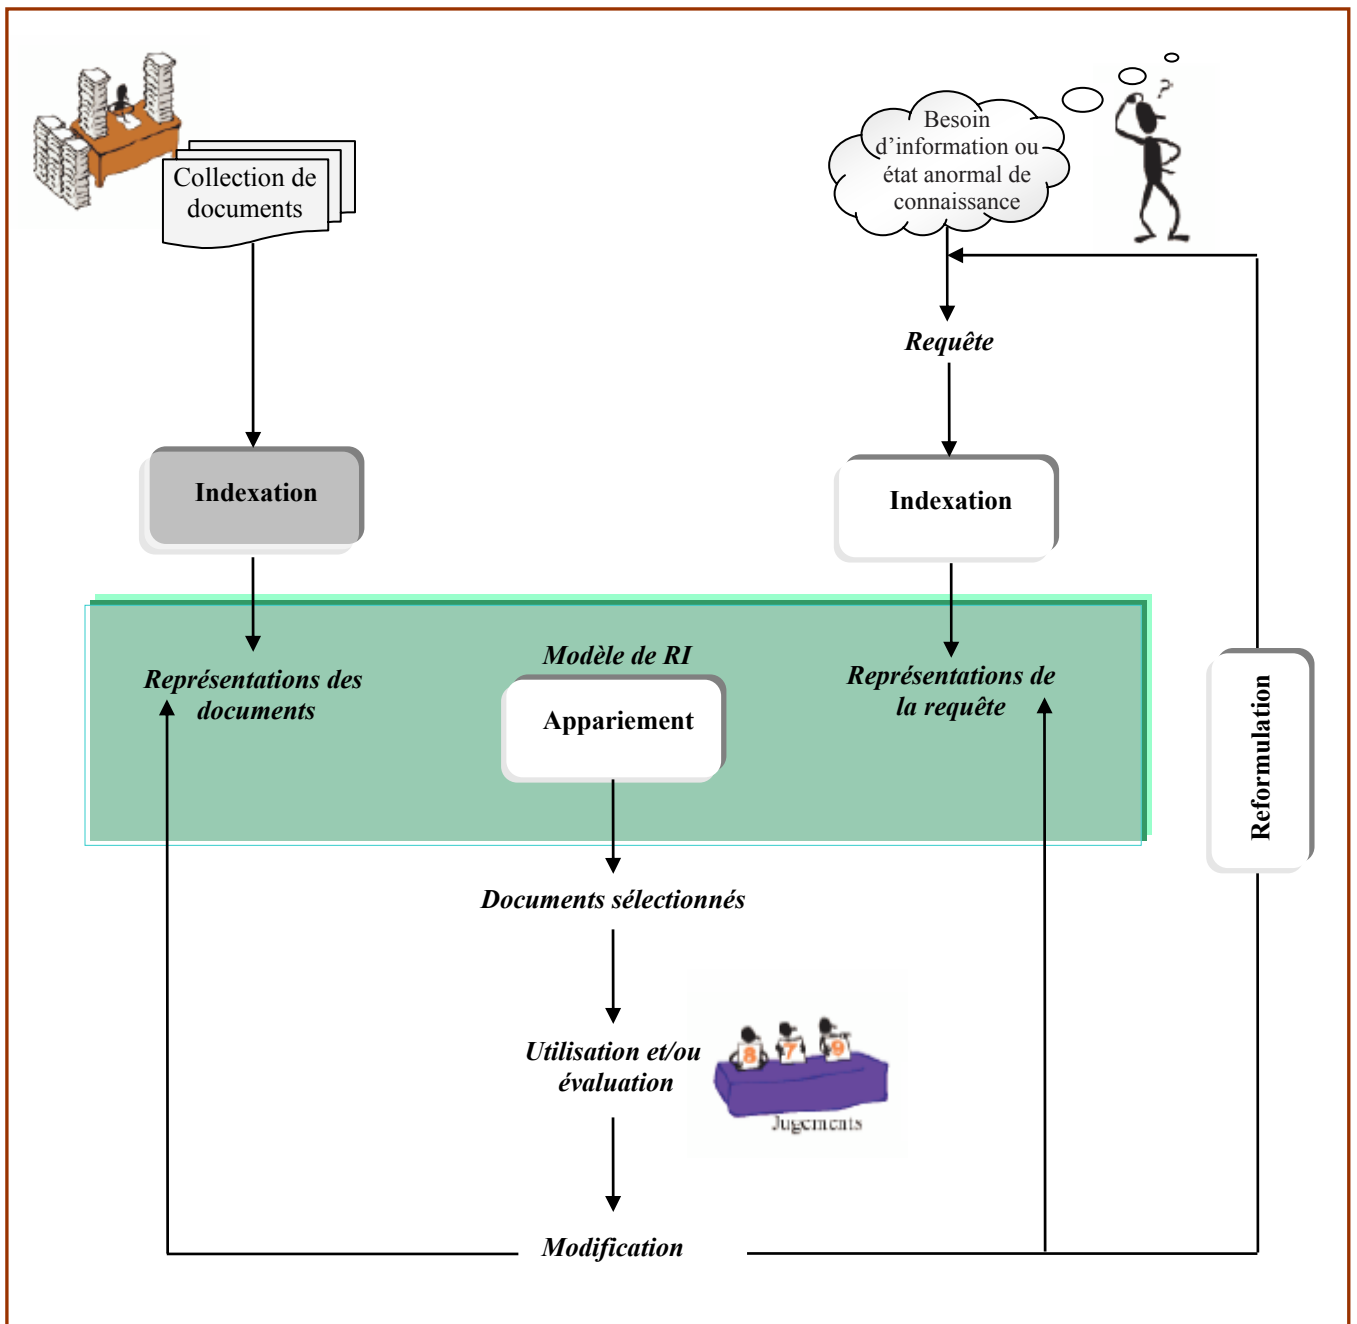 Collection de
documents
Besoin
d'information ou
état anormal de
connaissance
?
Requête
Indexation
Indexation
Modèle de RI
Représentations des
documents
Appariement
Représentations de
la requête
Reformulation
Documents sélectionnés
Utilisation et/ou
évaluation
8 7 9
Jugements
Modification